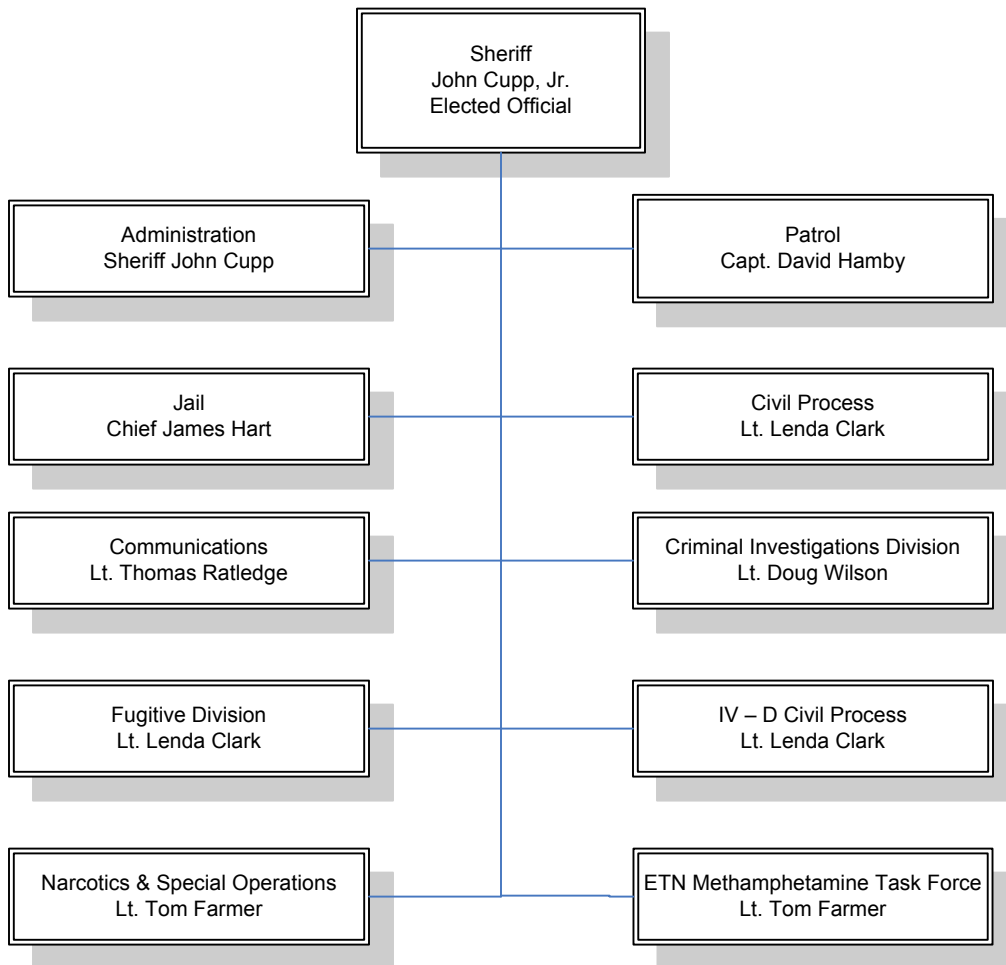 Sheriff
John Cupp, Jr.
Elected Official
Administration
Sheriff John Cupp
Patrol
Capt. David Hamby
Jail
Chief James Hart
Civil Process
Lt. Lenda Clark
Communications
Lt. Thomas Ratledge
Criminal Investigations Division
Lt. Doug Wilson
Fugitive Division
Lt. Lenda Clark
IV – D Civil Process
Lt. Lenda Clark
Narcotics & Special Operations
Lt. Tom Farmer
ETN Methamphetamine Task Force
Lt. Tom Farmer